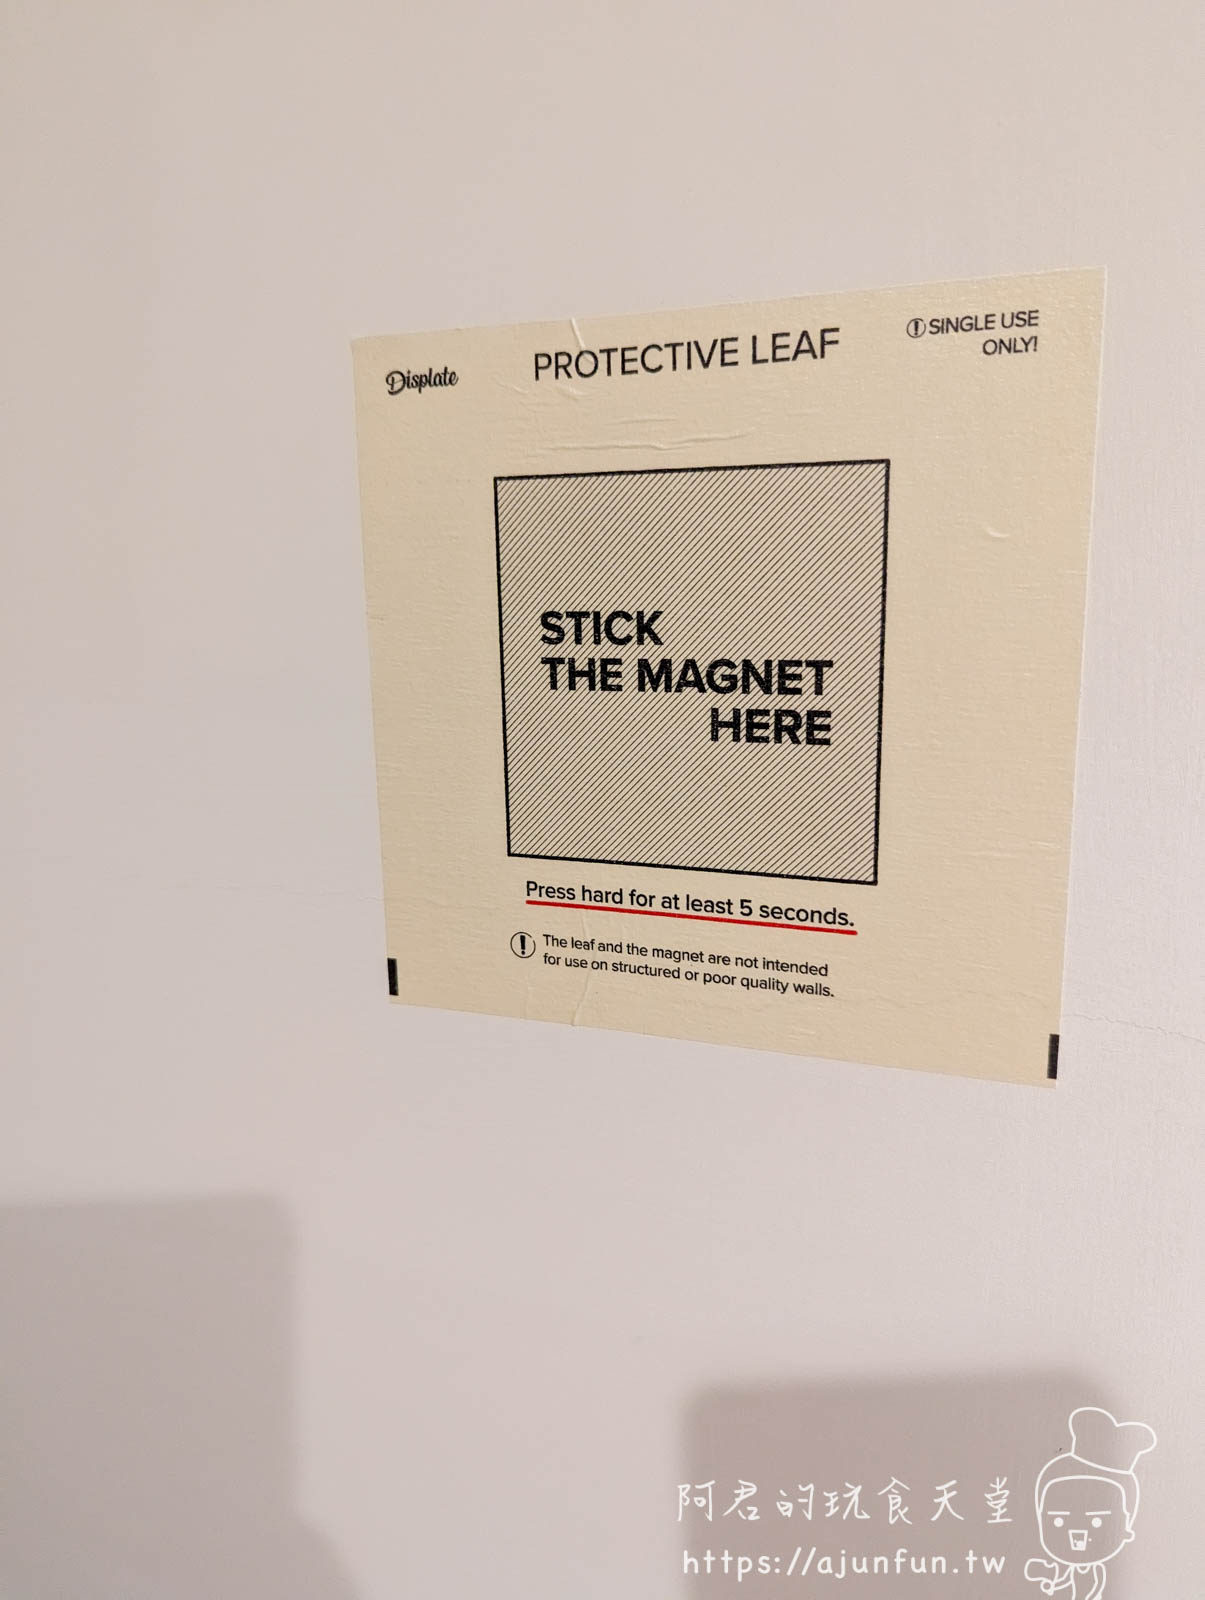 Displate
PROTECTIVE LEAF
SINGLE USE
ONLY!
STICK
THE MAGNET
HERE
Press hard for at least 5 seconds.
The leaf and the magnet are not intended
for use on structured or poor quality walls.
阿君的玩食天堂
https://ajunfun.tw